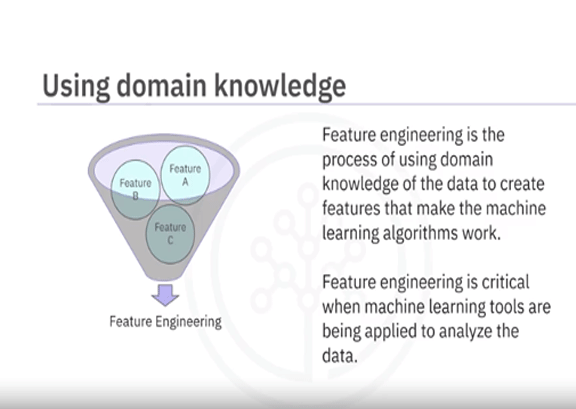 Using domain knowledge
Feature
A
Feature
B
Feature
C
Feature Engineering
Feature engineering is the
process of using domain
knowledge of the data to create
features that make the machine
learning algorithms work.
Feature engineering is critical
when machine learning tools are
being applied to analyze the
data.